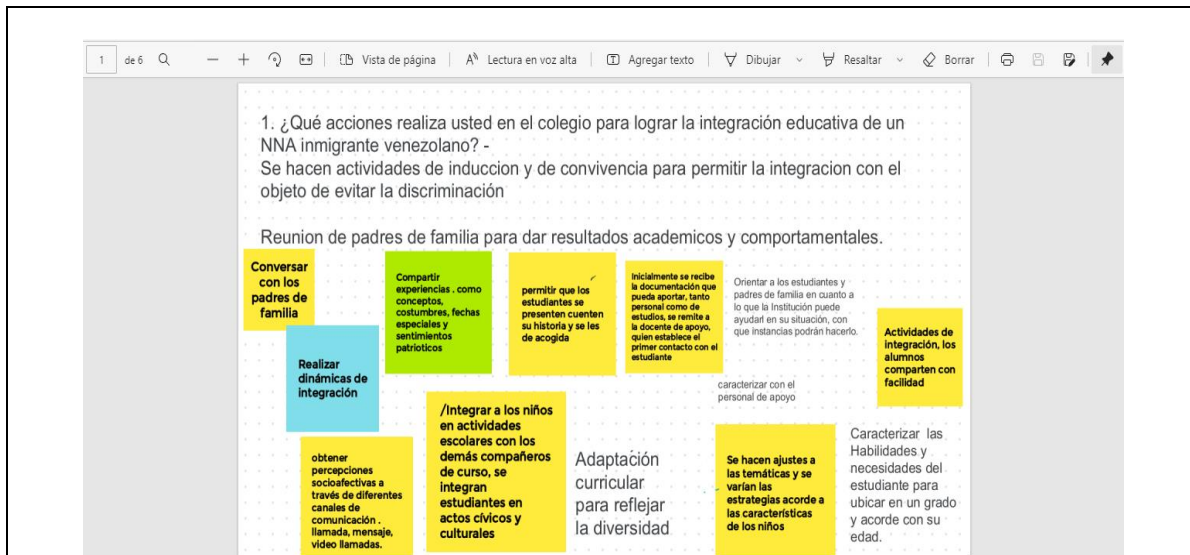 1
de 6
Vista de página
Lectura en voz alta
Agregar texto
Dibujar
Resaltar
Borrar
1. ¿Qué acciones realiza usted en el colegio para lograr la integración educativa de un
NNA inmigrante venezolano? -
Se hacen actividades de induccion y de convivencia para permitir la integracion con el
objeto de evitar la discriminación
Reunion de padres de familia para dar resultados academicos y comportamentales.
Conversar
con los
padres de
familia
Compartir
experiencias . como
conceptos,
costumbres, fechas
especiales y
sentimientos
patrioticos
permitir que los
estudiantes se
presenten cuenten
su historia y se les
de acogida
Inicialmente se recibe
la documentación que
pueda aportar, tanto
personal como de
estudios, se remite a
la docente de apoyo,
quien establece el
primer contacto con el
estudiante
Orientar a los estudiantes y
padres de familia en cuanto a
lo que la Institución puede
ayudarl en su situación, con
que instancias podrán hacerlo.
Actividades de
integración, los
alumnos
comparten con
facilidad
Realizar
dinámicas de
integración
caracterizar con el
personal de apoyo
/Integrar a los niños
en actividades
escolares con los
demás compañeros
de curso, se
integran
estudiantes en
actos cívicos y
culturales
obtener
percepciones
socioafectivas a
través de diferentes
canales de
comunicación .
llamada, mensaje,
video llamadas.
Adaptación
curricular
para reflejar
la diversidad
Se hacen ajustes a
las temáticas y se
varían las
estrategias acorde a
las características
de los niños
Caracterizar las
Habilidades y
necesidades del
estudiante para
ubicar en un grado
y acorde con su
edad.